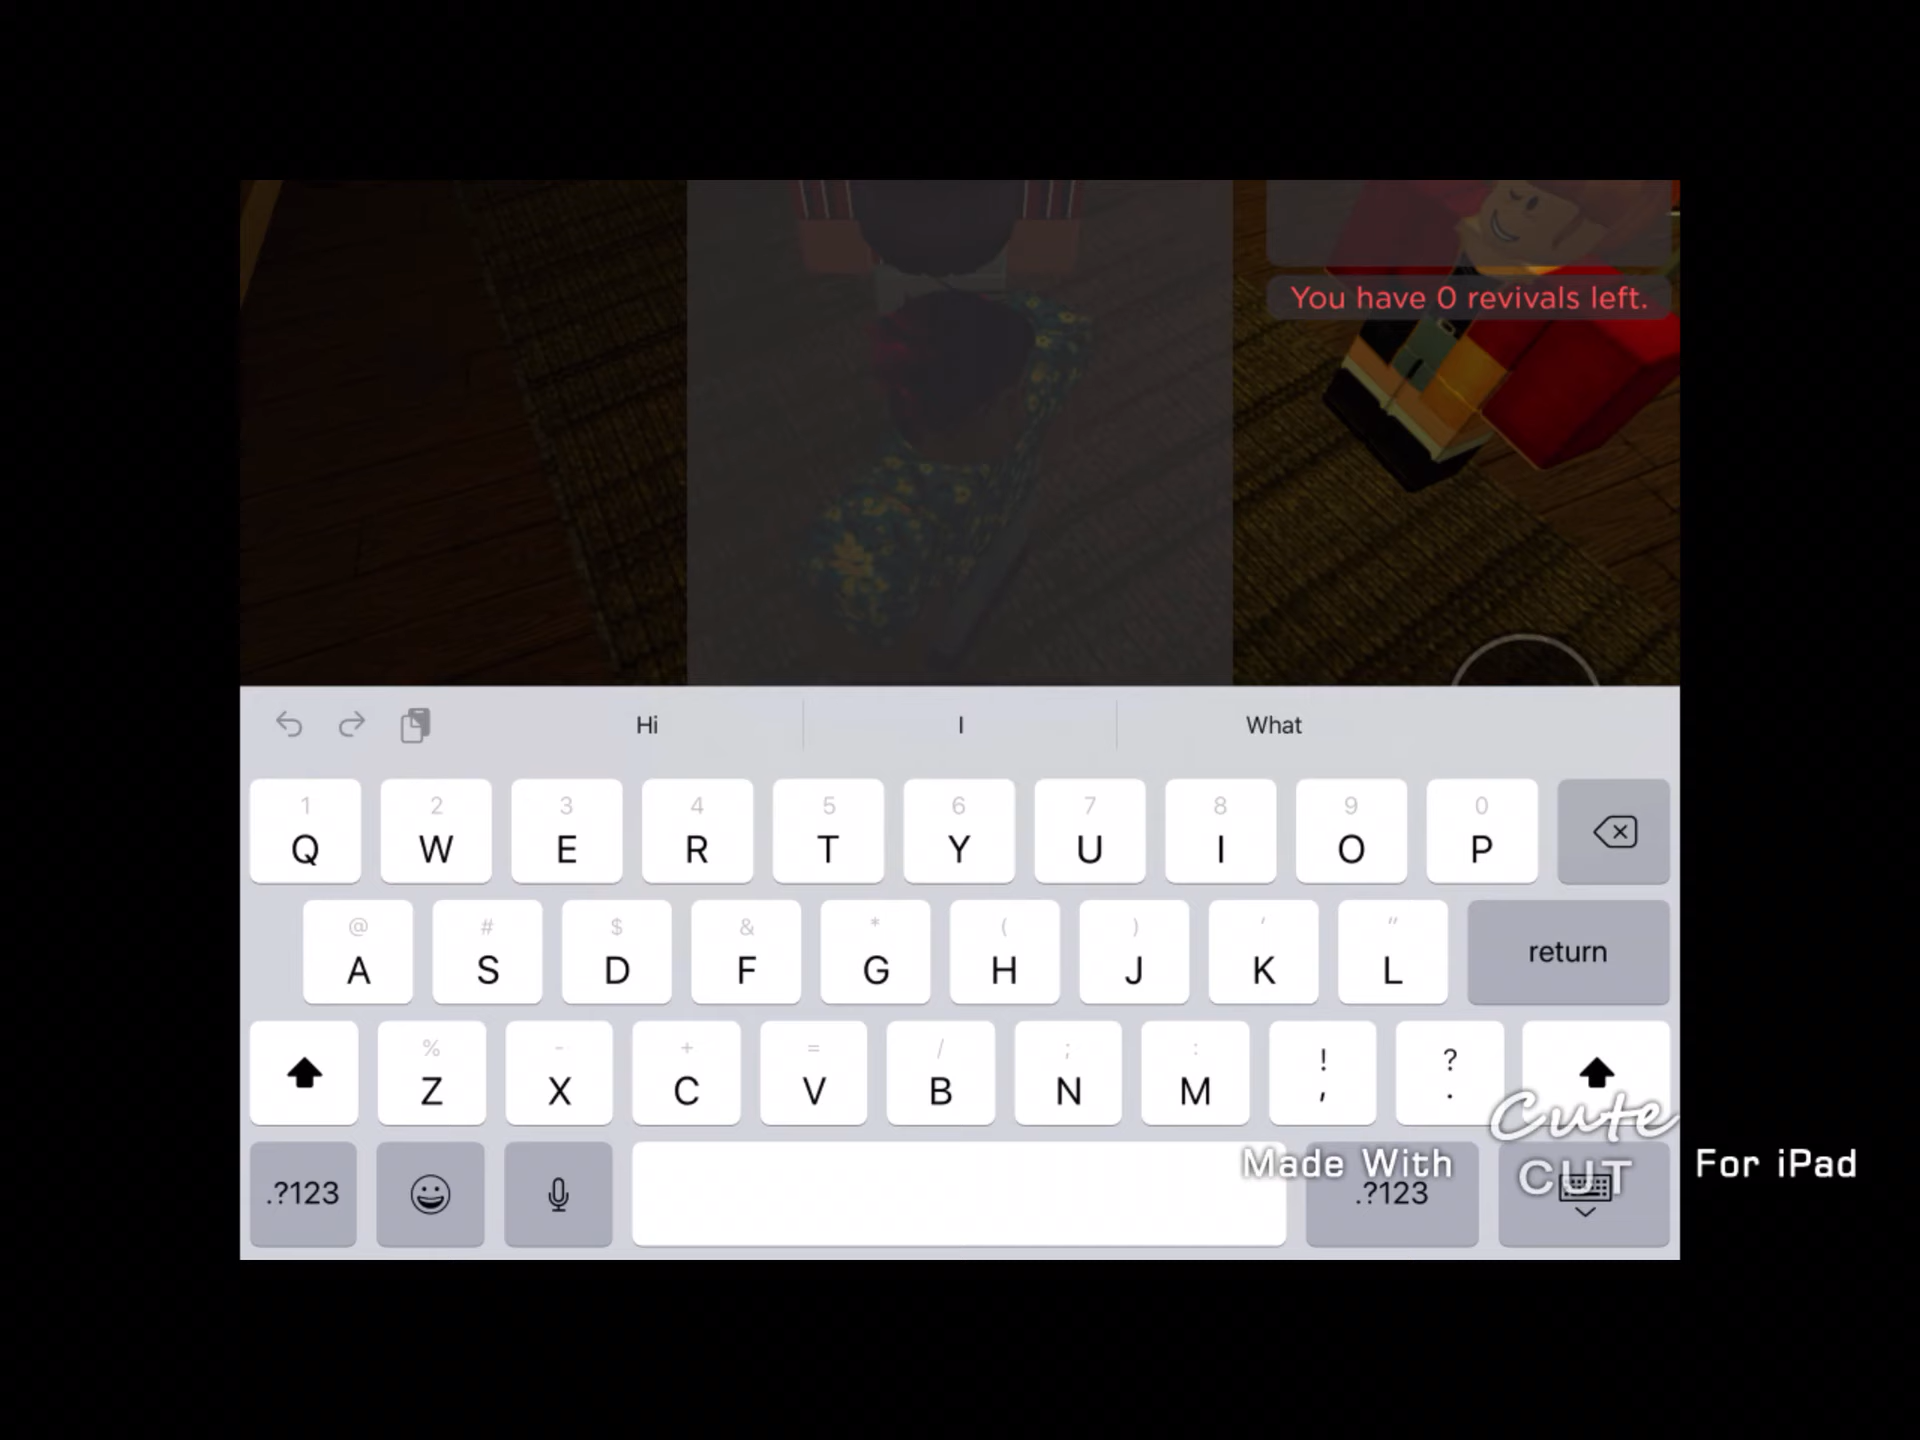 You have 0 revivals left.
Hi I What
1 2 3 4 5 6 7 8 9 0
Q W E R T Y U I O P
@ # $ & * ( ) ' "
A S D F G H J K L return
% - + = / ; : ! ?
Z X C V B N M , .
.?123 .?123
Made With Cute CUT For iPad